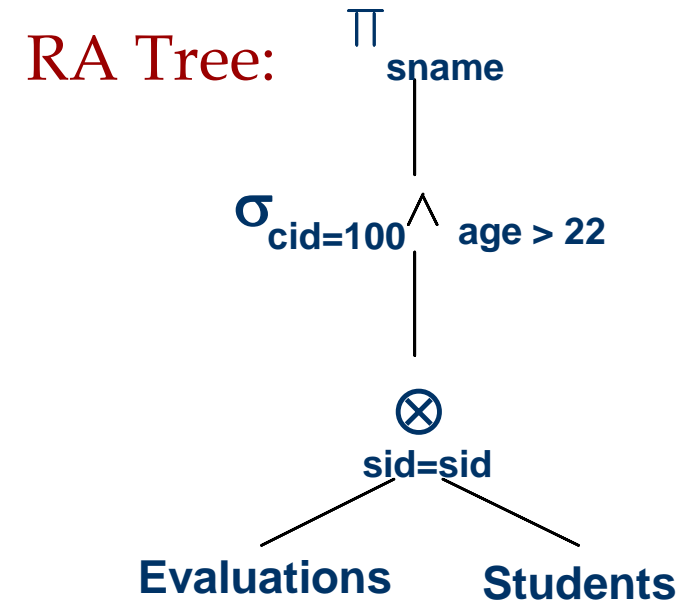 RA Tree:
∏ sname
σ cid=100 ∧ age > 22
⊗
sid=sid
Evaluations Students